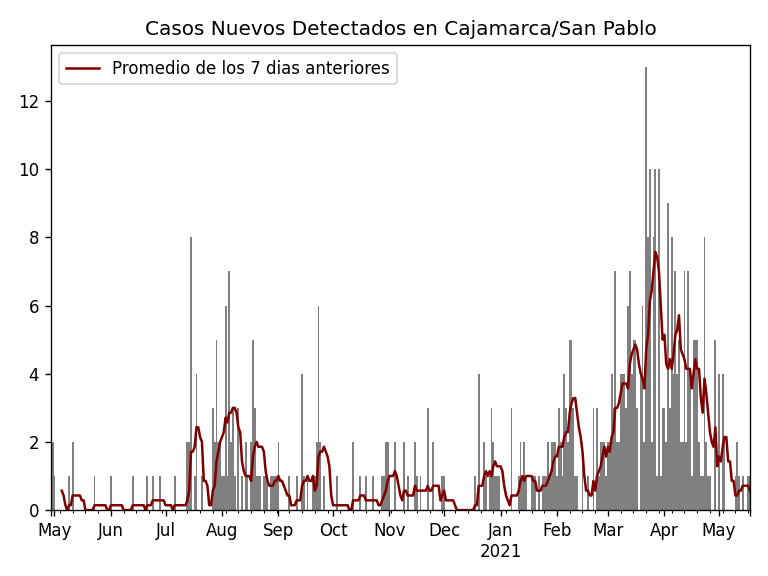 Casos Nuevos Detectados en Cajamarca/San Pablo
Promedio de los 7 dias anteriores
12
10
8
6
4
2
0
May Jun Jul Aug Sep Oct Nov Dec Jan Feb Mar Apr May
2021